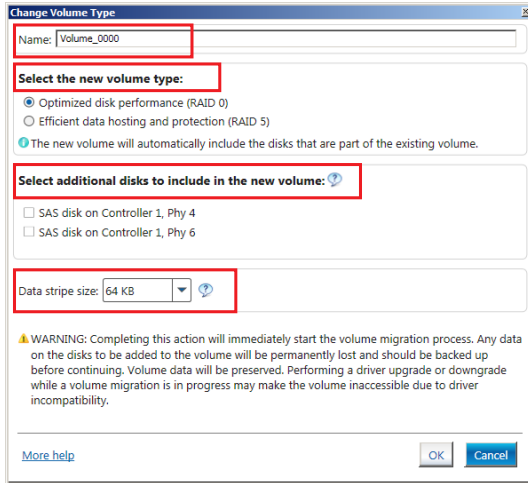 Change Volume Type
Name: Volume_0000
Select the new volume type:
Optimized disk performance (RAID 0)
Efficient data hosting and protection (RAID 5)
The new volume will automatically include the disks that are part of the existing volume.
Select additional disks to include in the new volume:
SAS disk on Controller 1, Phy 4
SAS disk on Controller 1, Phy 6
Data stripe size: 64 KB
WARNING: Completing this action will immediately start the volume migration process. Any data
on the disks to be added to the volume will be permanently lost and should be backed up
before continuing. Volume data will be preserved. Performing a driver upgrade or downgrade
while a volume migration is in progress may make the volume inaccessible due to driver
incompatibility.
More help
OK
Cancel